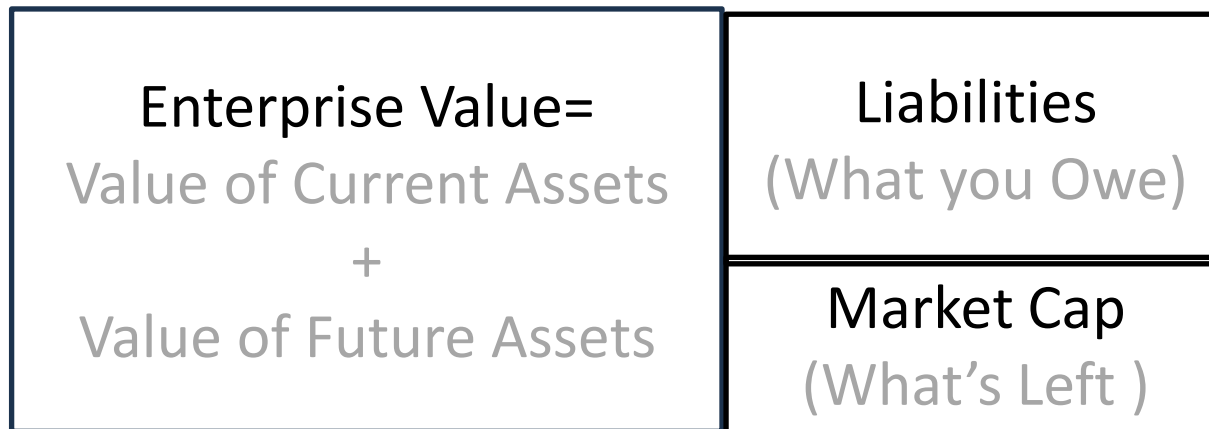 Enterprise Value=
Value of Current Assets
+
Value of Future Assets
Liabilities
(What you Owe)
Market Cap
(What’s Left )